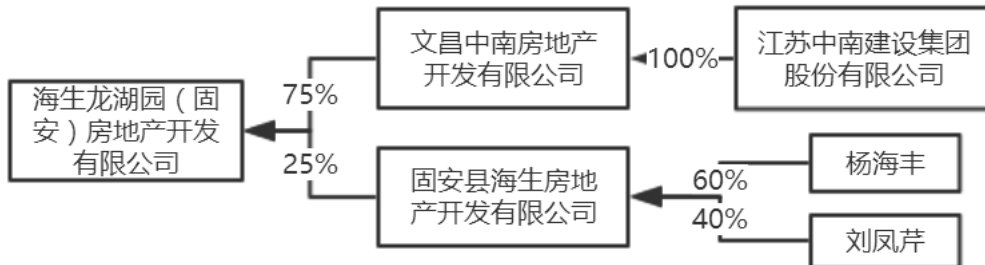 文昌中南房地产
开发有限公司
100%
江苏中南建设集团
股份有限公司
海生龙湖园（固
安）房地产开发
有限公司
75%
25%
固安县海生房地
产开发有限公司
60%
40%
杨海丰
刘凤芹